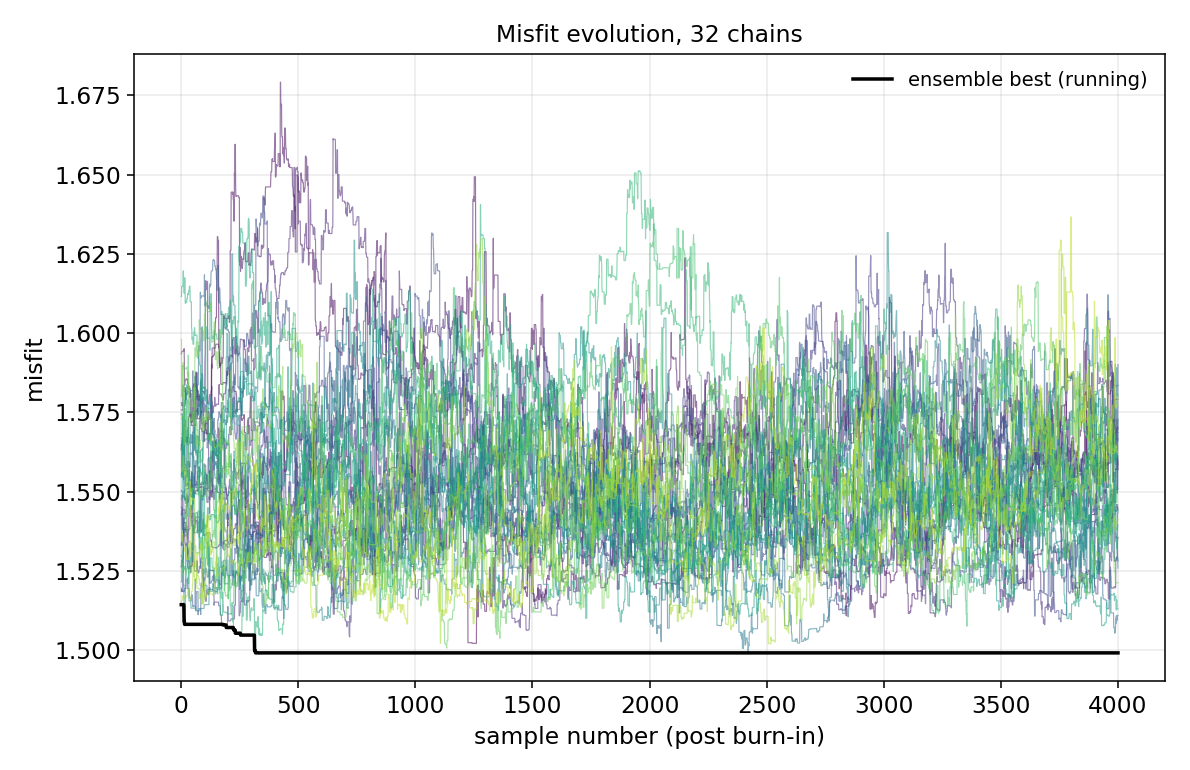 Misfit evolution, 32 chains
ensemble best (running)
1.675
1.650
1.625
1.600
1.575
1.550
1.525
1.500
misfit
0 500 1000 1500 2000 2500 3000 3500 4000
sample number (post burn-in)